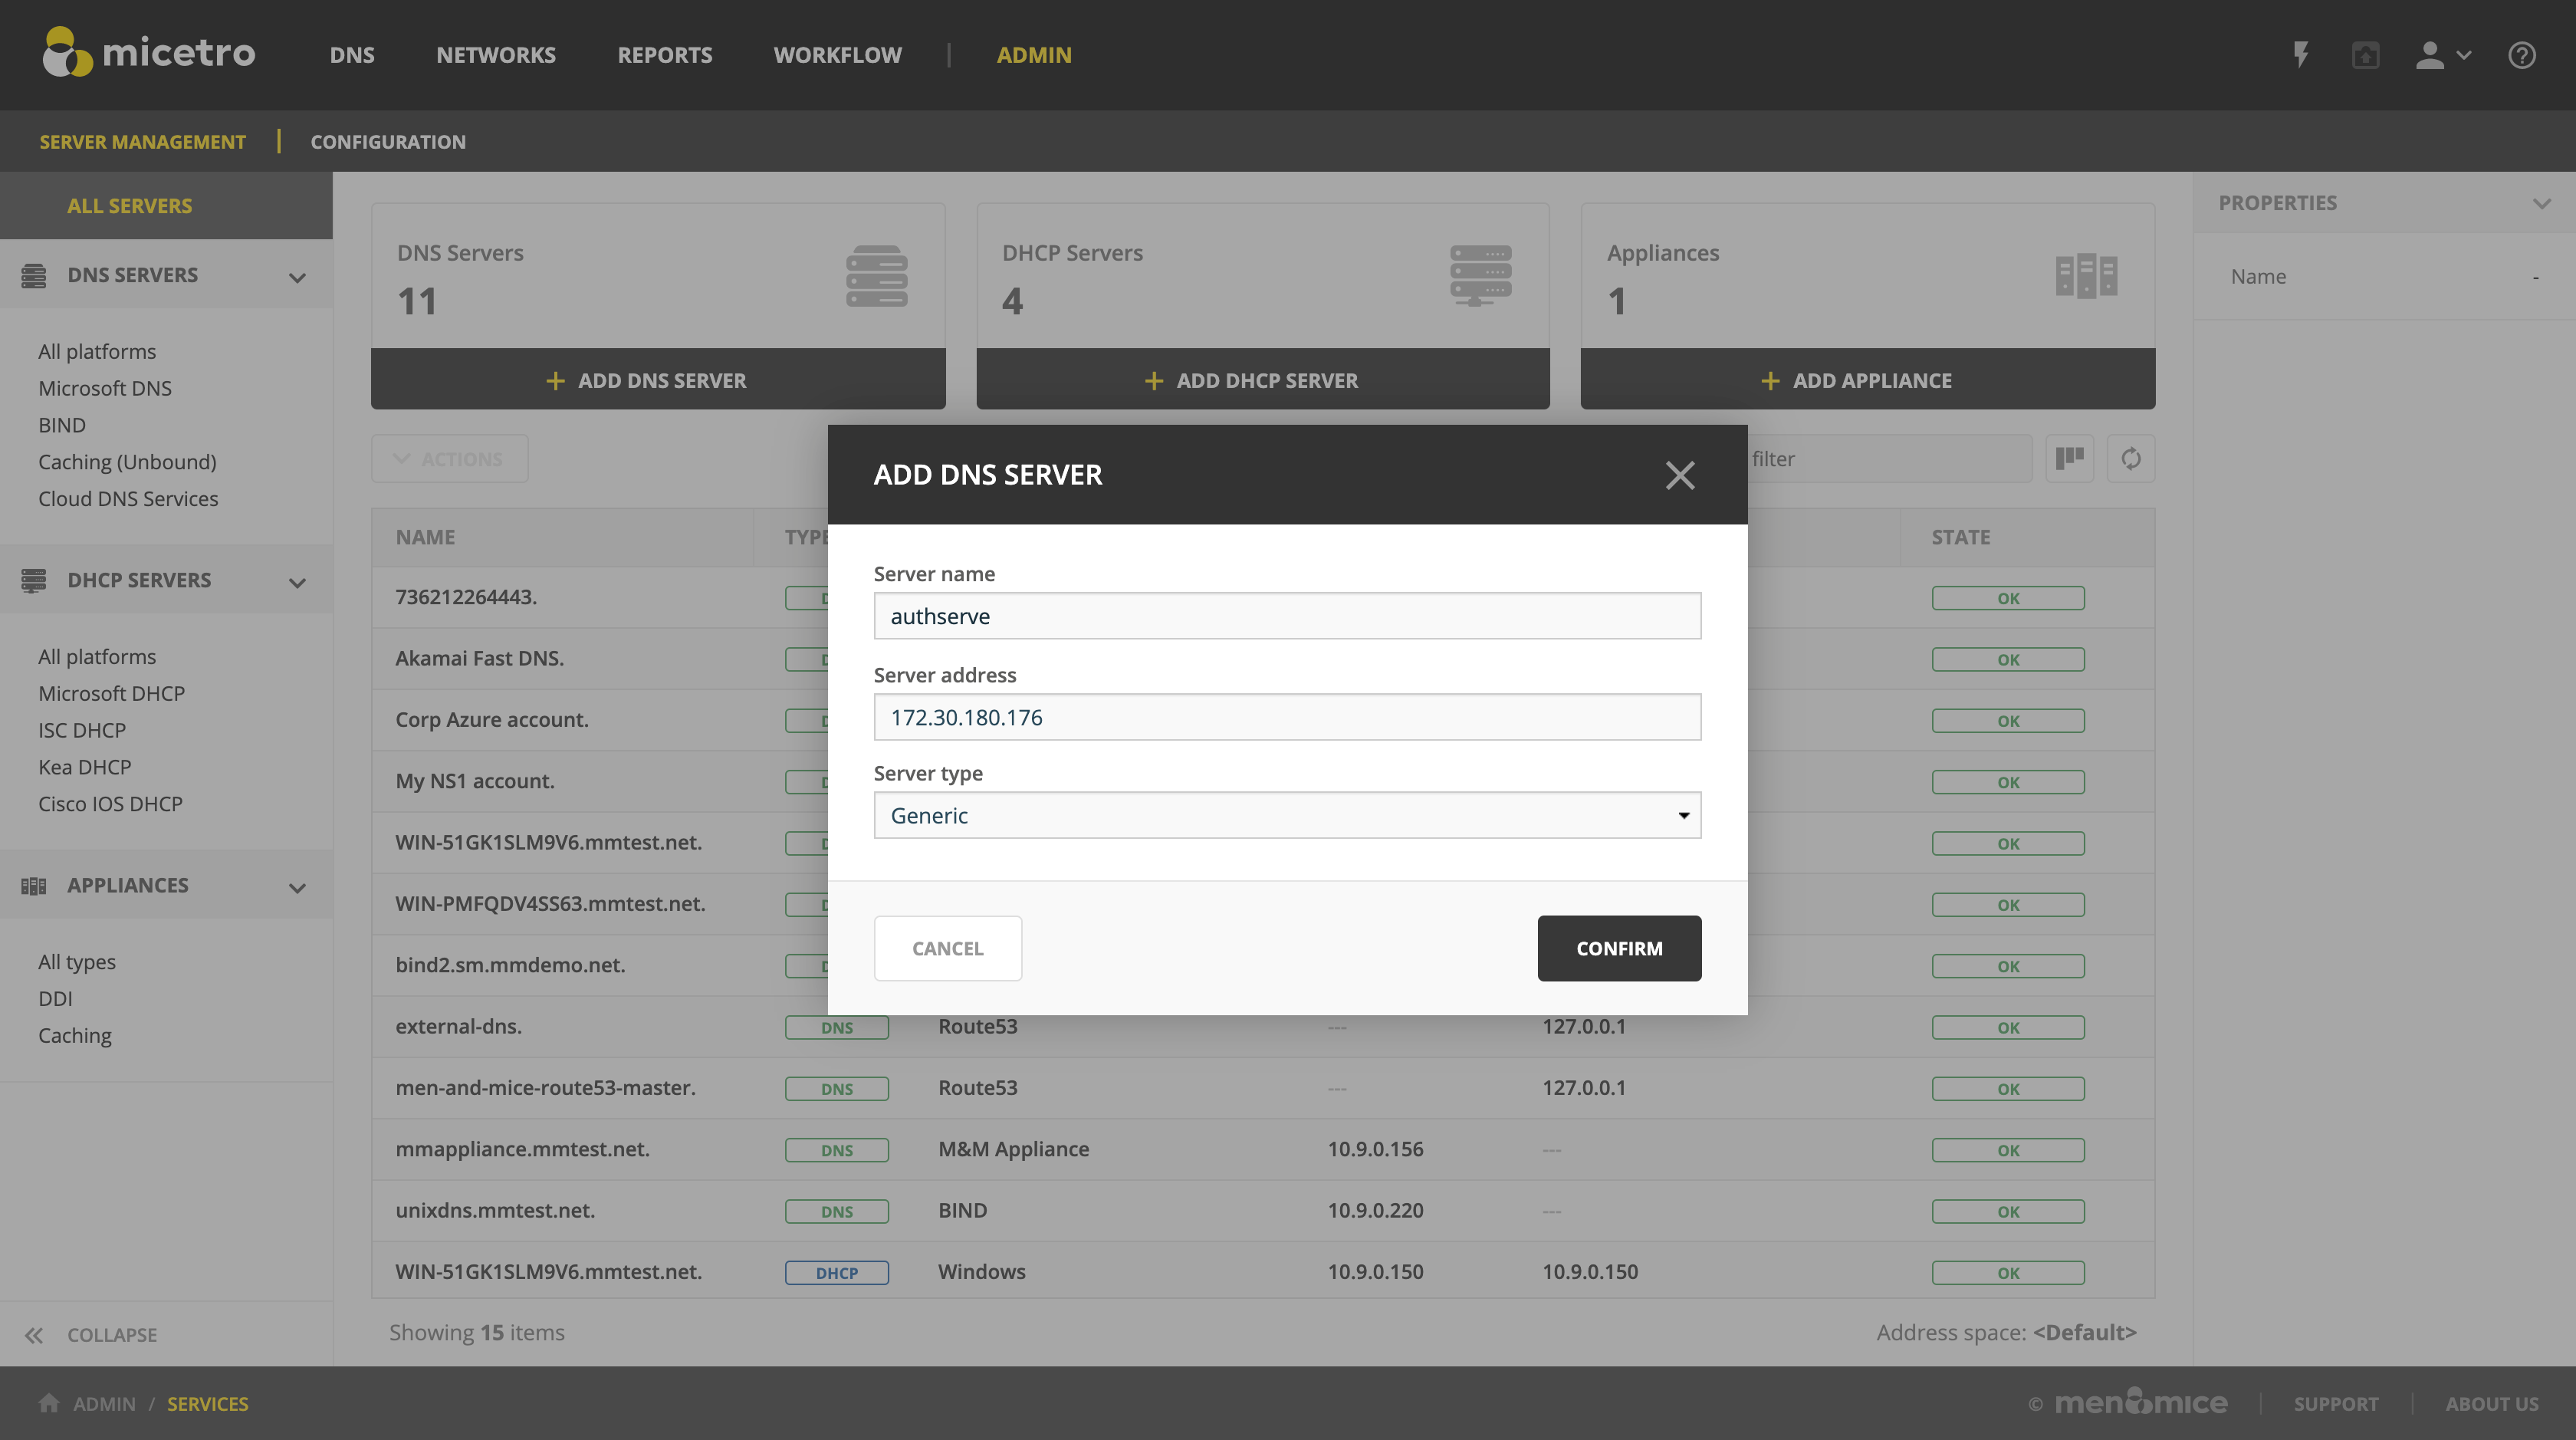 micetro
DNS
NETWORKS
REPORTS
WORKFLOW
ADMIN
SERVER MANAGEMENT
CONFIGURATION
ALL SERVERS
DNS SERVERS
All platforms
Microsoft DNS
BIND
Caching (Unbound)
Cloud DNS Services
DHCP SERVERS
All platforms
Microsoft DHCP
ISC DHCP
Kea DHCP
Cisco IOS DHCP
APPLIANCES
All types
DDI
Caching
COLLAPSE
DNS Servers
11
+ ADD DNS SERVER
DHCP Servers
4
+ ADD DHCP SERVER
Appliances
1
+ ADD APPLIANCE
ACTIONS
filter
NAME TYPE STATE
736212264443. OK
Akamai Fast DNS. OK
Corp Azure account. OK
My NS1 account. OK
WIN-51GK1SLM9V6.mmtest.net. OK
WIN-PMFQDV4SS63.mmtest.net. OK
bind2.sm.mmdemo.net. OK
external-dns. DNS Route53 --- 127.0.0.1 OK
men-and-mice-route53-master. DNS Route53 --- 127.0.0.1 OK
mmappliance.mmtest.net. DNS M&M Appliance 10.9.0.156 --- OK
unixdns.mmtest.net. DNS BIND 10.9.0.220 --- OK
WIN-51GK1SLM9V6.mmtest.net. DHCP Windows 10.9.0.150 10.9.0.150 OK
Showing 15 items
Address space: <Default>
ADD DNS SERVER
Server name
authserve
Server address
172.30.180.176
Server type
Generic
CANCEL
CONFIRM
PROPERTIES
Name -
ADMIN / SERVICES
© men&mice
SUPPORT
ABOUT US